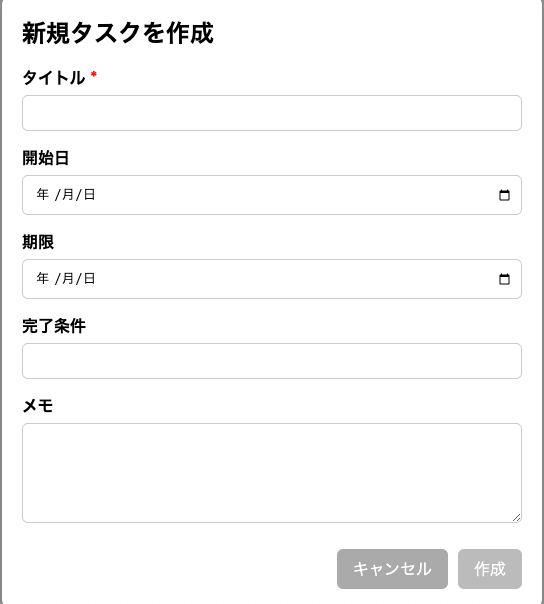 新規タスクを作成
タイトル *
開始日
年 /月/日
期限
年 /月/日
完了条件
メモ
キャンセル 作成